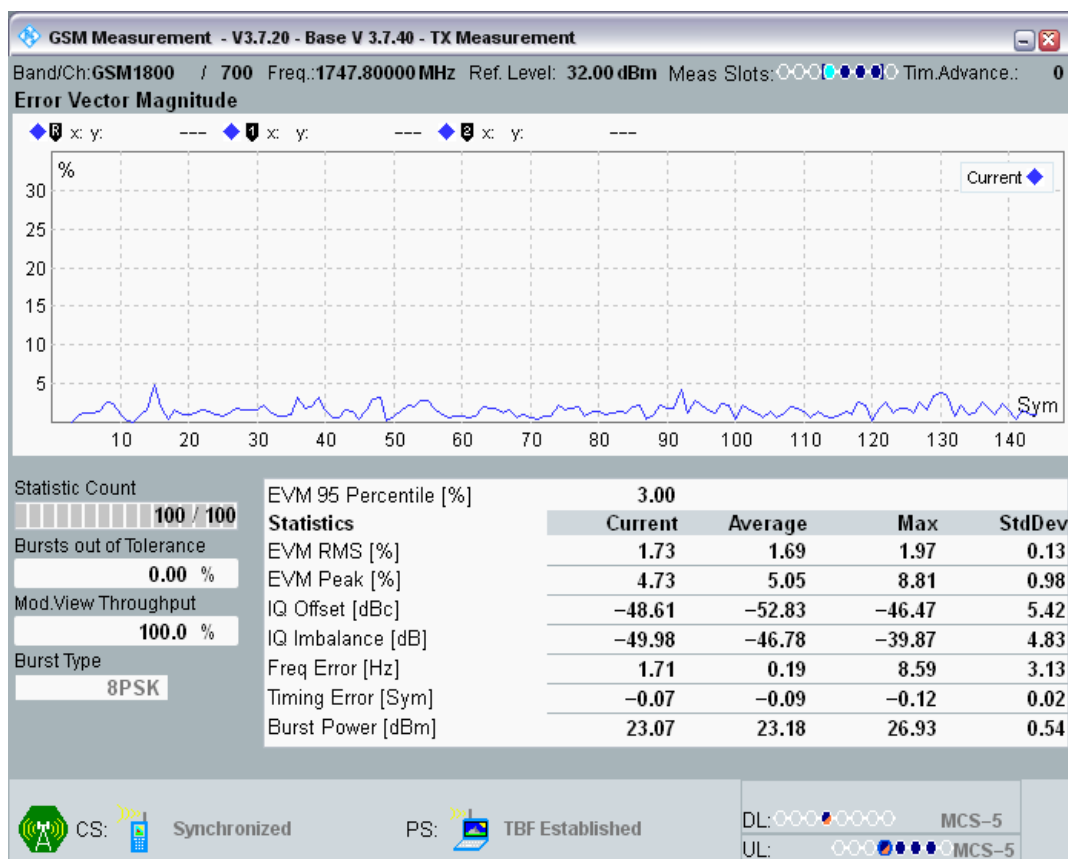 GSM Measurement - V3.7.20 - Base V 3.7.40 - TX Measurement
Band/Ch:GSM1800 / 700 Freq.:1747.80000 MHz Ref. Level: 32.00 dBm Meas Slots: Tim.Advance.: 0
Error Vector Magnitude
R x: y: --- 1 x: y: --- 2 x: y: ---
%
Current
30
25
20
15
10
5
Sym
10 20 30 40 50 60 70 80 90 100 110 120 130 140
Statistic Count
100 / 100
Bursts out of Tolerance
0.00 %
Mod.View Throughput
100.0 %
Burst Type
8PSK
EVM 95 Percentile [%] 3.00
Statistics Current Average Max StdDev
EVM RMS [%] 1.73 1.69 1.97 0.13
EVM Peak [%] 4.73 5.05 8.81 0.98
IQ Offset [dBc] −48.61 −52.83 −46.47 5.42
IQ Imbalance [dB] −49.98 −46.78 −39.87 4.83
Freq Error [Hz] 1.71 0.19 8.59 3.13
Timing Error [Sym] −0.07 −0.09 −0.12 0.02
Burst Power [dBm] 23.07 23.18 26.93 0.54
CS: Synchronized PS: TBF Established
DL: MCS−5
UL: MCS−5